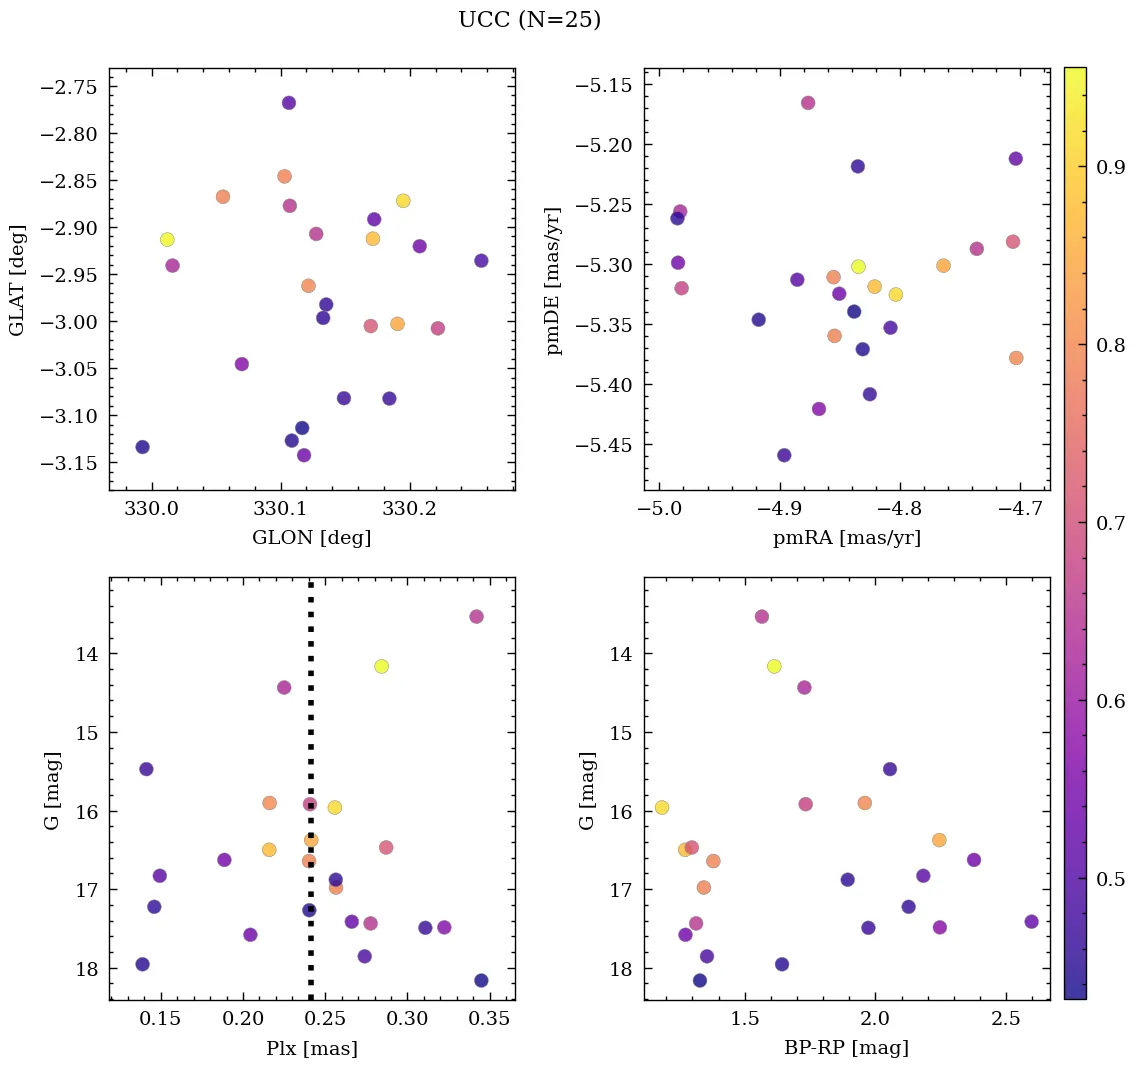 UCC (N=25)
−2.75
−2.80
−2.85
−2.90
−2.95
−3.00
−3.05
−3.10
−3.15
GLAT [deg]
330.0 330.1 330.2
GLON [deg]
−5.15
−5.20
−5.25
−5.30
−5.35
−5.40
−5.45
pmDE [mas/yr]
−5.0 −4.9 −4.8 −4.7
pmRA [mas/yr]
0.9
0.8
0.7
0.6
0.5
14
15
16
17
18
G [mag]
0.15 0.20 0.25 0.30 0.35
Plx [mas]
14
15
16
17
18
G [mag]
1.5 2.0 2.5
BP-RP [mag]